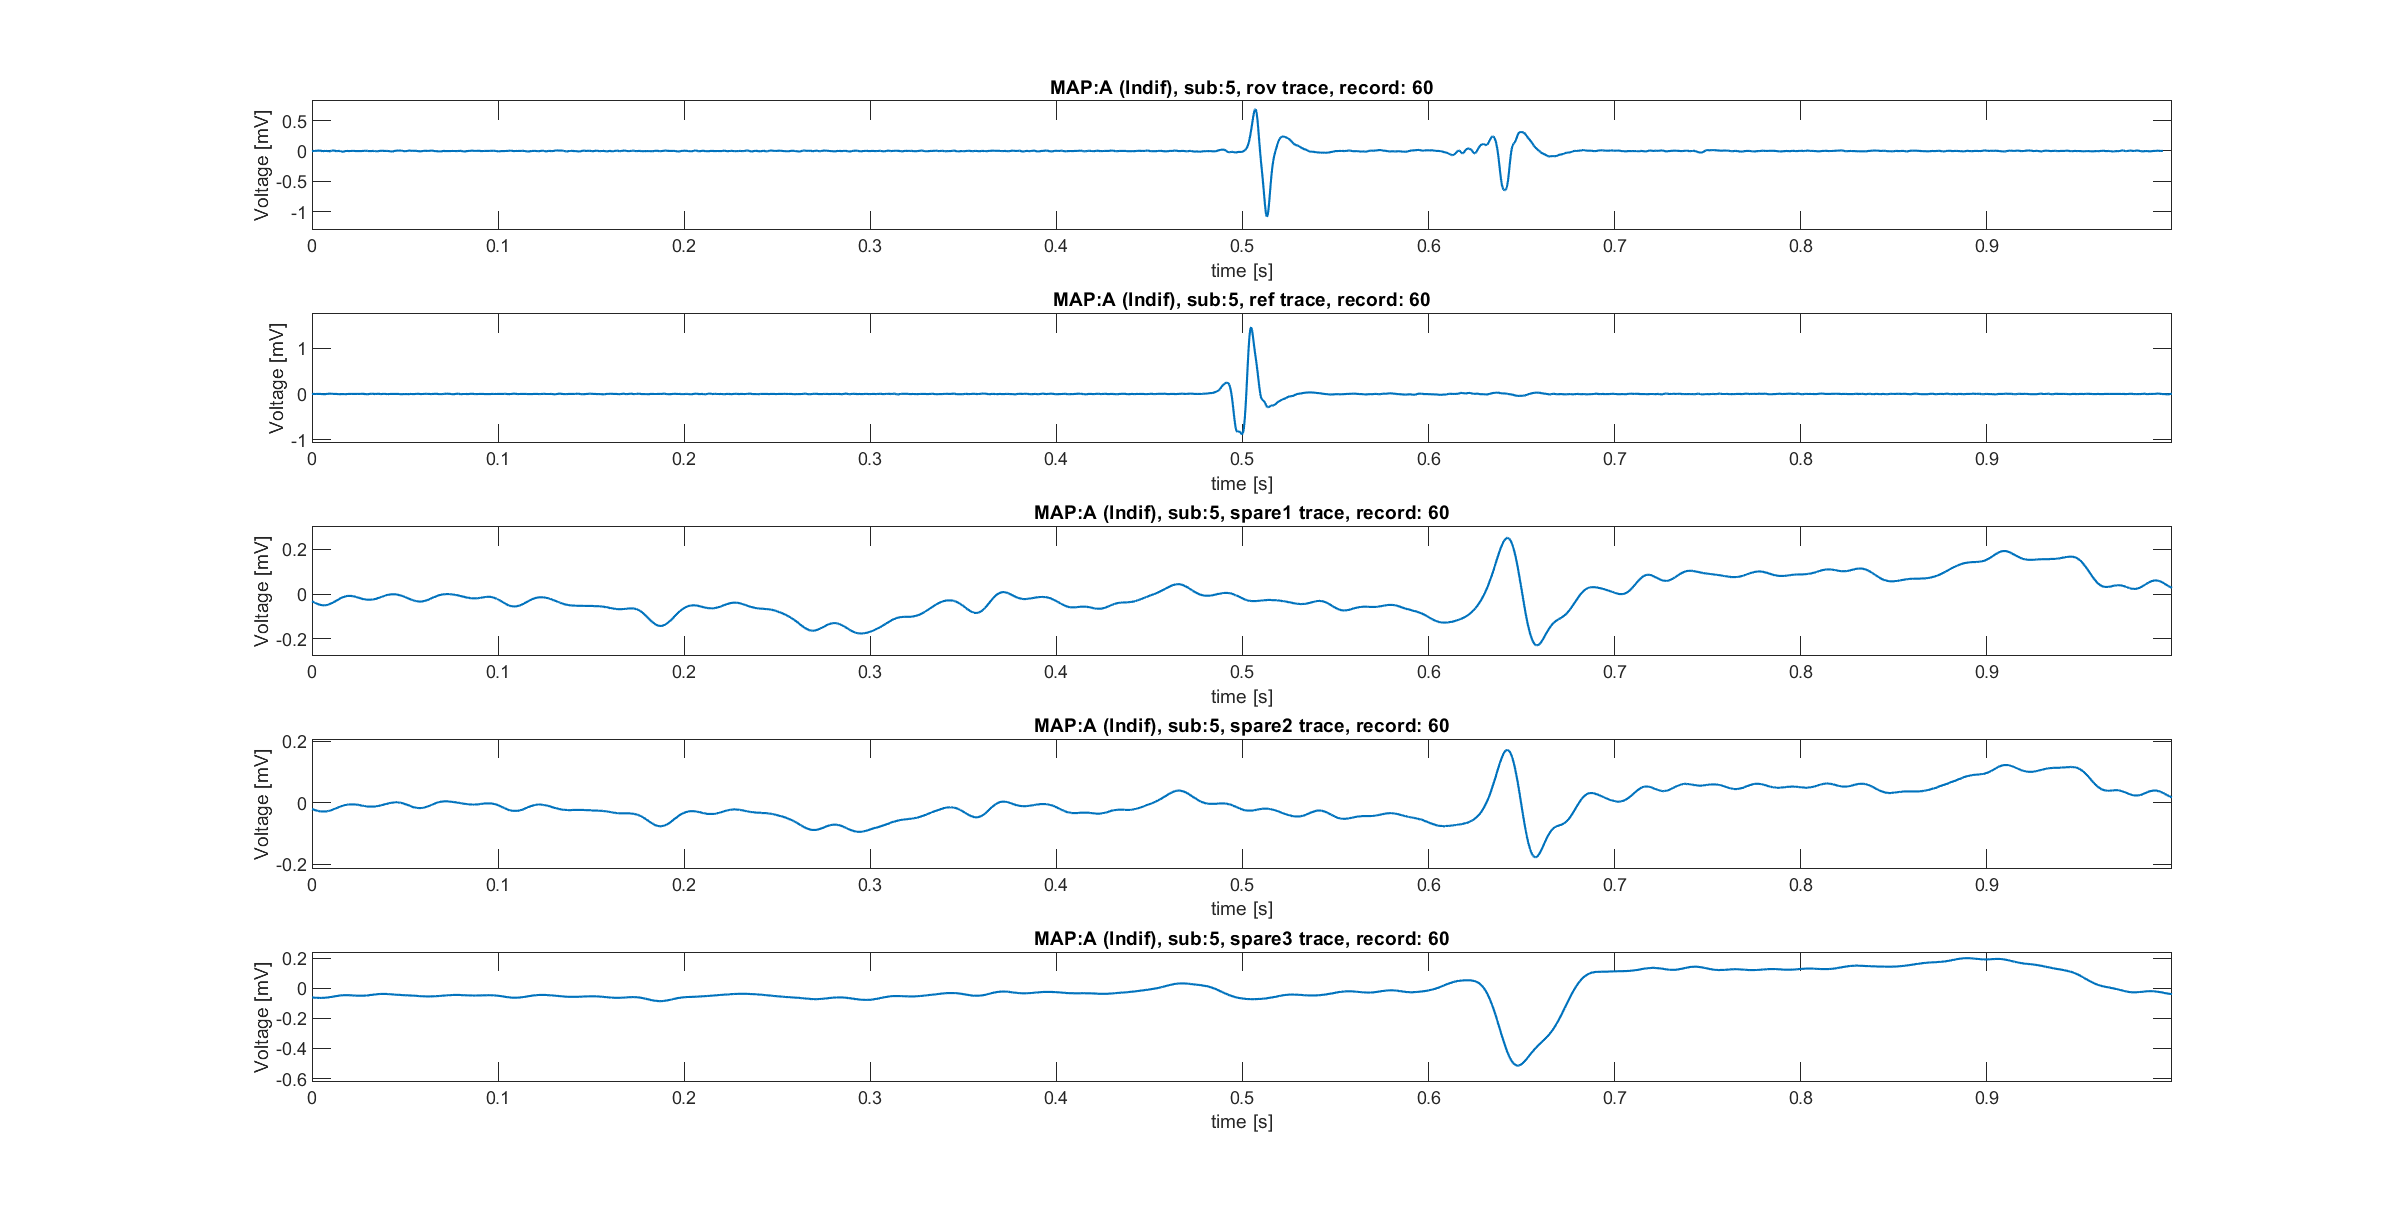 MAP:A (Indif), sub:5, rov trace, record: 60
Voltage [mV]
0.5
0
-0.5
-1
0 0.1 0.2 0.3 0.4 0.5 0.6 0.7 0.8 0.9
time [s]
MAP:A (Indif), sub:5, ref trace, record: 60
Voltage [mV]
1
0
-1
0 0.1 0.2 0.3 0.4 0.5 0.6 0.7 0.8 0.9
time [s]
MAP:A (Indif), sub:5, spare1 trace, record: 60
Voltage [mV]
0.2
0
-0.2
0 0.1 0.2 0.3 0.4 0.5 0.6 0.7 0.8 0.9
time [s]
MAP:A (Indif), sub:5, spare2 trace, record: 60
Voltage [mV]
0.2
0
-0.2
0 0.1 0.2 0.3 0.4 0.5 0.6 0.7 0.8 0.9
time [s]
MAP:A (Indif), sub:5, spare3 trace, record: 60
Voltage [mV]
0.2
0
-0.2
-0.4
-0.6
0 0.1 0.2 0.3 0.4 0.5 0.6 0.7 0.8 0.9
time [s]